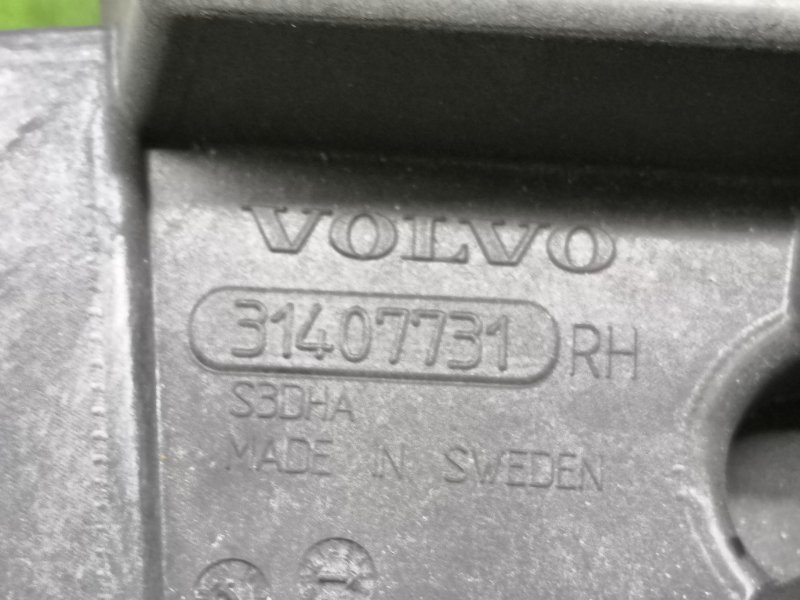 VOLVO
31407731 RH
S3DHA
MADE IN SWEDEN